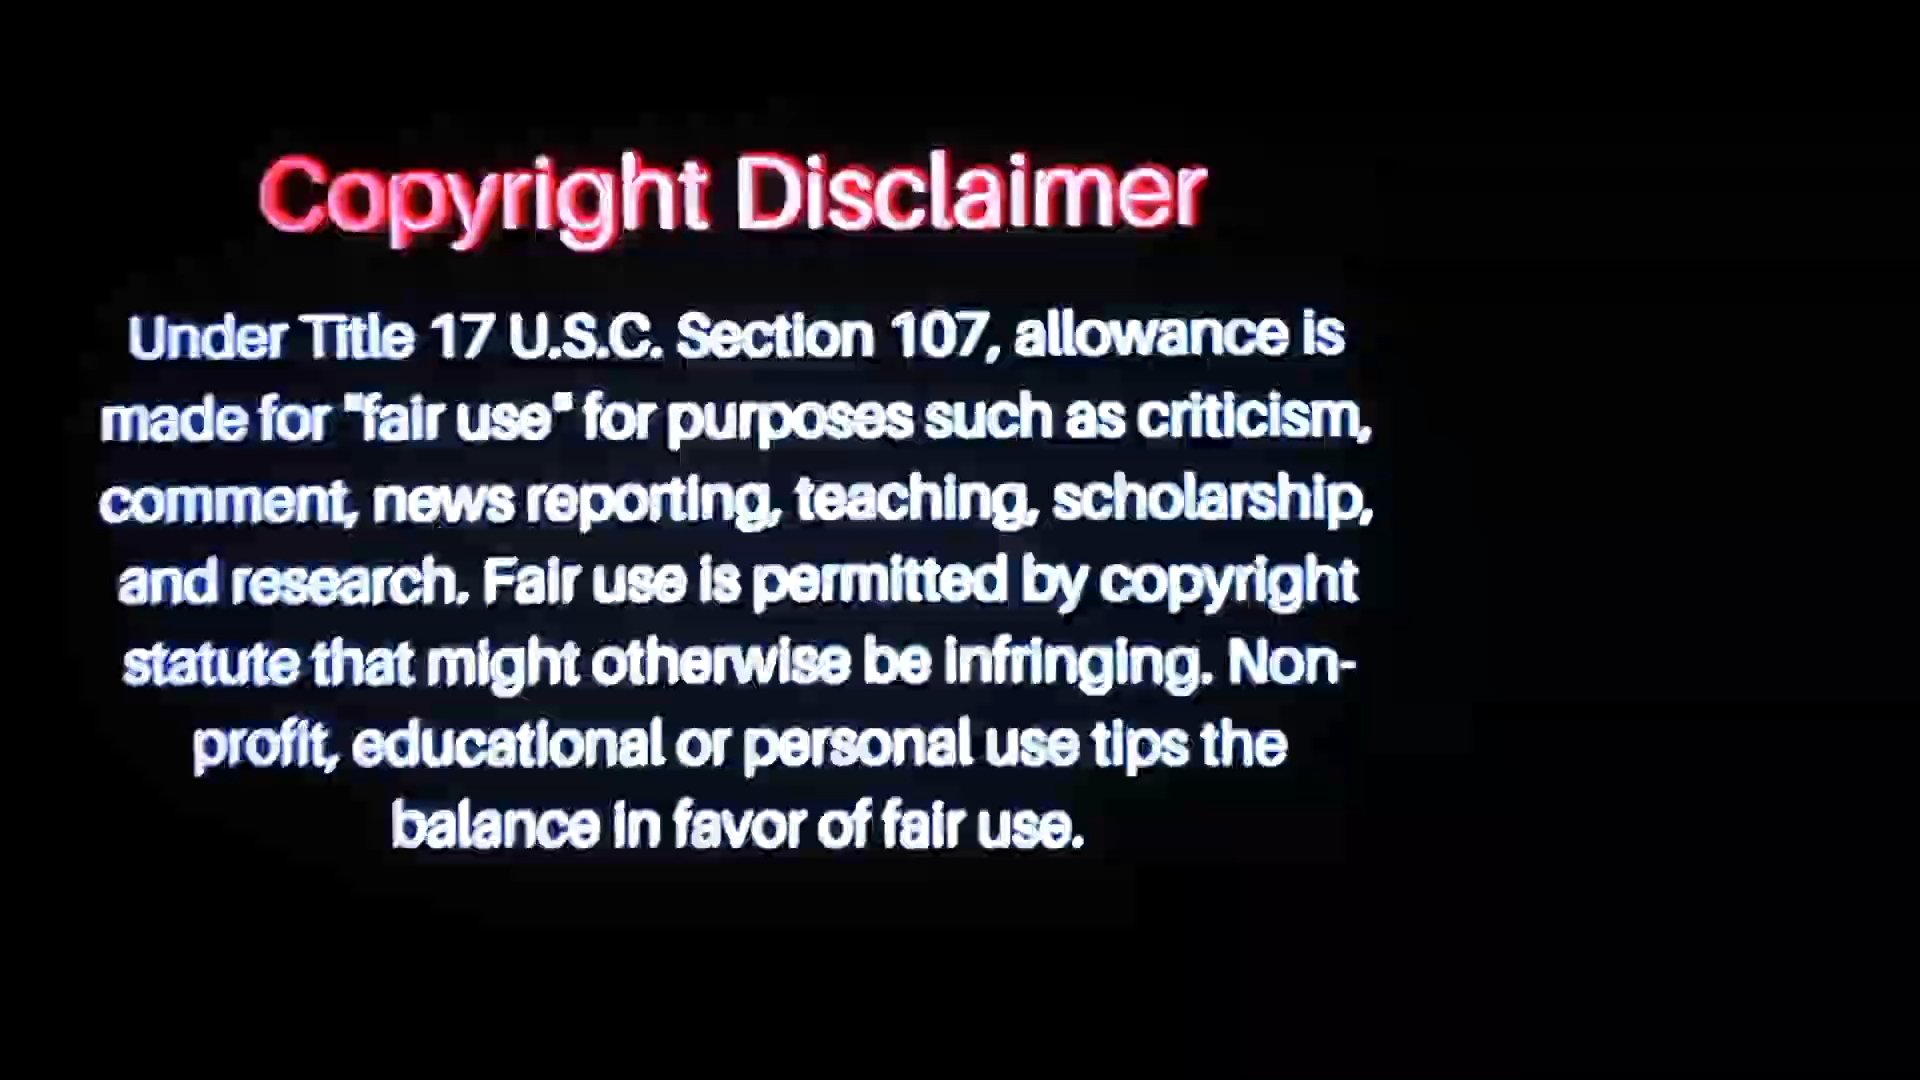 Copyright Disclaimer
Under Title 17 U.S.C. Section 107, allowance is
made for "fair use" for purposes such as criticism,
comment, news reporting, teaching, scholarship,
and research. Fair use is permitted by copyright
statute that might otherwise be infringing. Non-
profit, educational or personal use tips the
balance in favor of fair use.